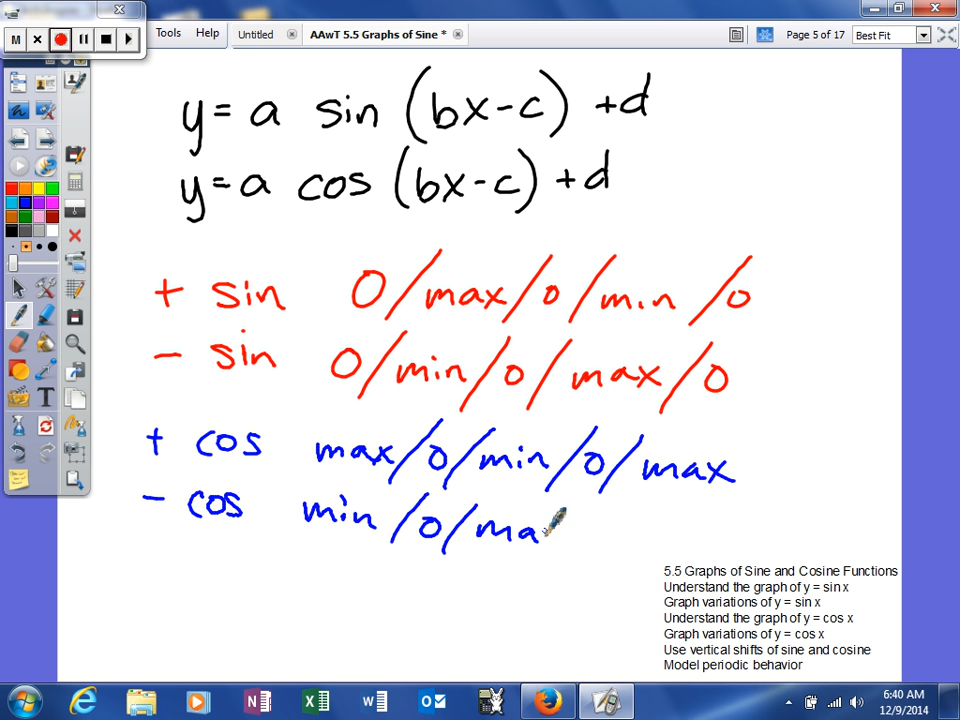 M
Tools Help Untitled AAwT 5.5 Graphs of Sine * Page 5 of 17 Best Fit
y = a sin (bx - c) + d
y = a cos (bx - c) + d
+ sin 0/max/0/min/0
- sin 0/min/0/max/0
+ cos max/0/min/0/max
- cos min/0/ma
5.5 Graphs of Sine and Cosine Functions
Understand the graph of y = sin x
Graph variations of y = sin x
Understand the graph of y = cos x
Graph variations of y = cos x
Use vertical shifts of sine and cosine
Model periodic behavior
6:40 AM
12/9/2014